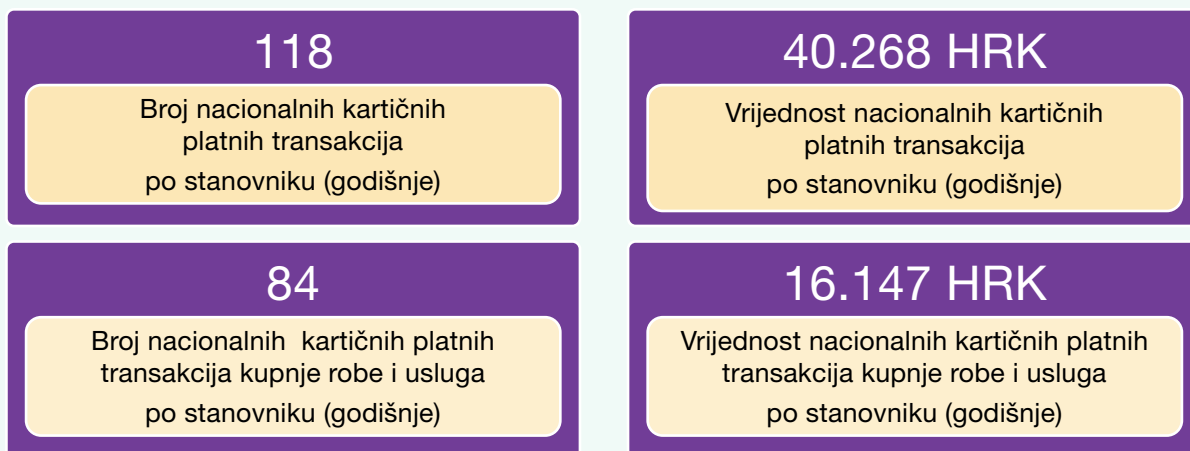 118
Broj nacionalnih kartičnih
platnih transakcija
po stanovniku (godišnje)
40.268 HRK
Vrijednost nacionalnih kartičnih
platnih transakcija
po stanovniku (godišnje)
84
Broj nacionalnih kartičnih platnih
transakcija kupnje robe i usluga
po stanovniku (godišnje)
16.147 HRK
Vrijednost nacionalnih kartičnih platnih
transakcija kupnje robe i usluga
po stanovniku (godišnje)